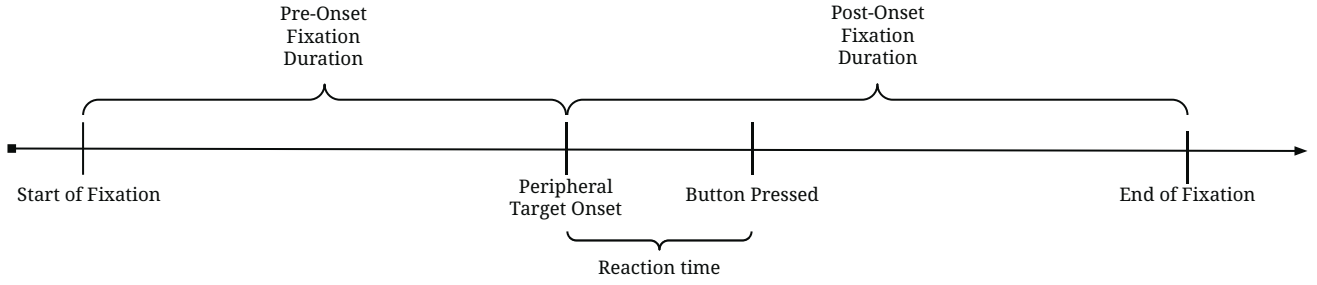 Pre-Onset
Fixation
Duration
Post-Onset
Fixation
Duration
Start of Fixation
Peripheral
Target Onset
Button Pressed
End of Fixation
Reaction time